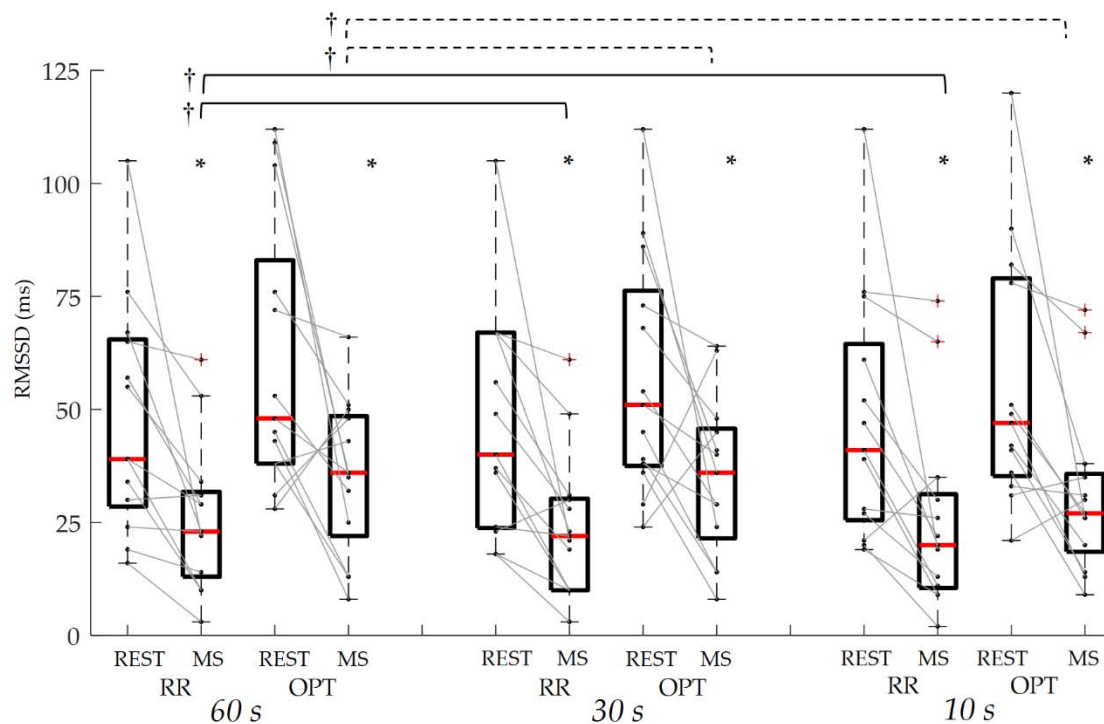 †
†
†
†
125
100
75
50
25
0
RMSSD (ms)
* * * * * *
REST MS REST MS REST MS REST MS REST MS REST MS
RR OPT RR OPT RR OPT
60 s 30 s 10 s